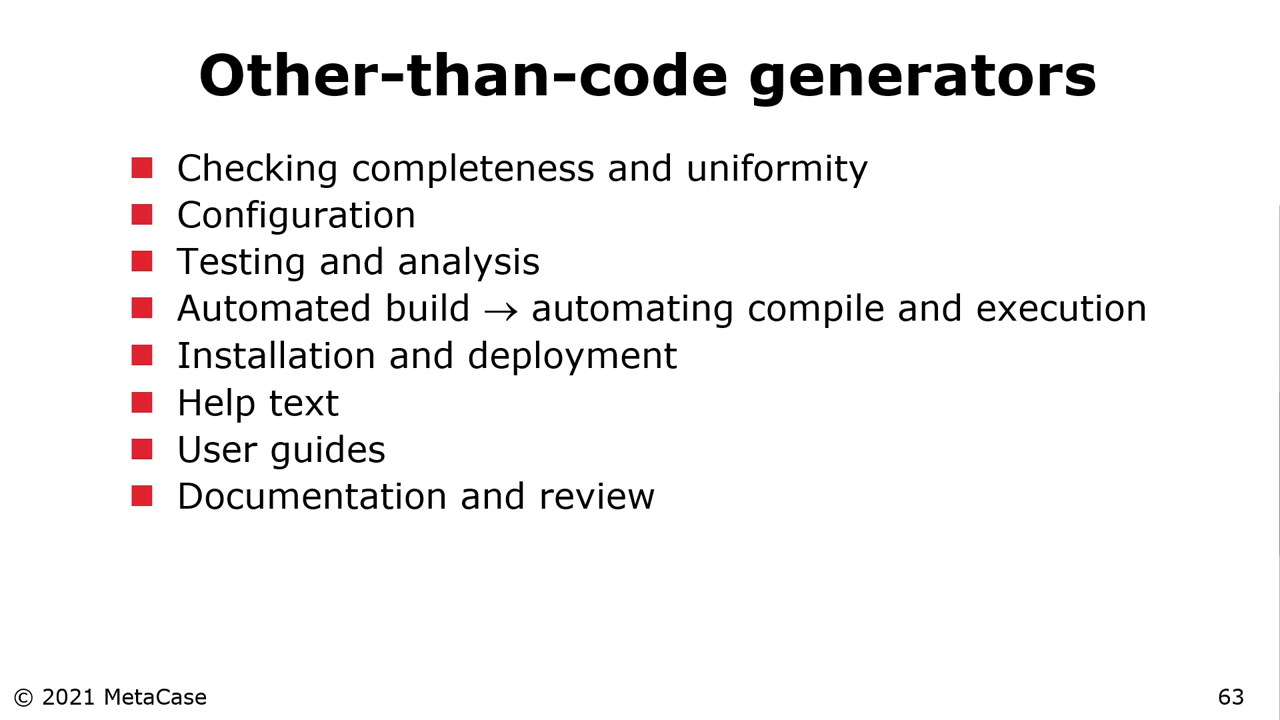 Other-than-code generators
Checking completeness and uniformity
Configuration
Testing and analysis
Automated build → automating compile and execution
Installation and deployment
Help text
User guides
Documentation and review
© 2021 MetaCase
63